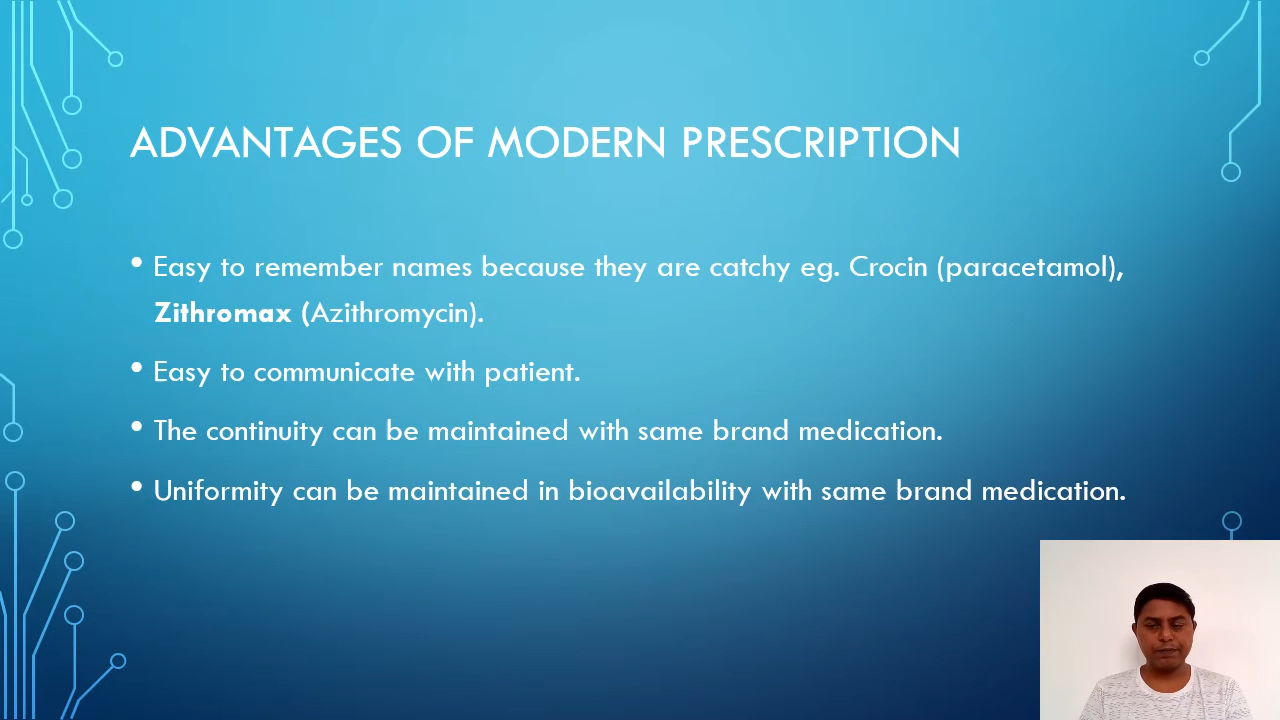 ADVANTAGES OF MODERN PRESCRIPTION
• Easy to remember names because they are catchy eg. Crocin (paracetamol),
Zithromax (Azithromycin).
• Easy to communicate with patient.
• The continuity can be maintained with same brand medication.
• Uniformity can be maintained in bioavailability with same brand medication.